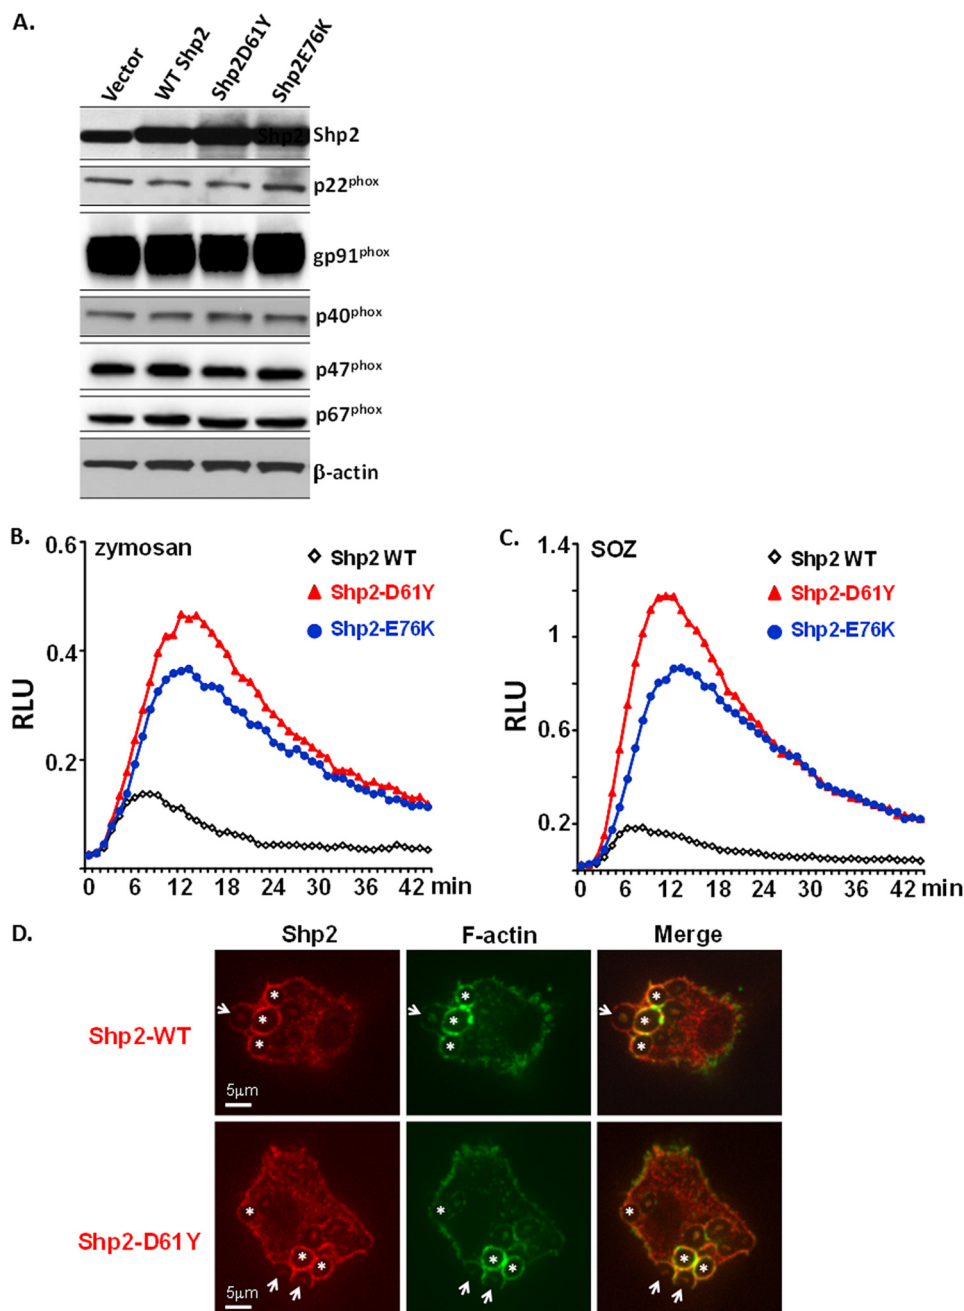 A.
Vector WT Shp2 Shp2D61Y Shp2E76K
Shp2 Shp2
p22phox
gp91phox
p40phox
p47phox
p67phox
β-actin
B.
zymosan
0.6
0.4
0.2
RLU
Shp2 WT
Shp2-D61Y
Shp2-E76K
0 6 12 18 24 30 36 42 min
C.
SOZ
1.4
1
0.6
0.2
RLU
Shp2 WT
Shp2-D61Y
Shp2-E76K
0 6 12 18 24 30 36 42 min
D.
Shp2 F-actin Merge
Shp2-WT
* * *
* * *
* * *
5μm
Shp2-D61Y
* * *
* * *
* * *
5μm